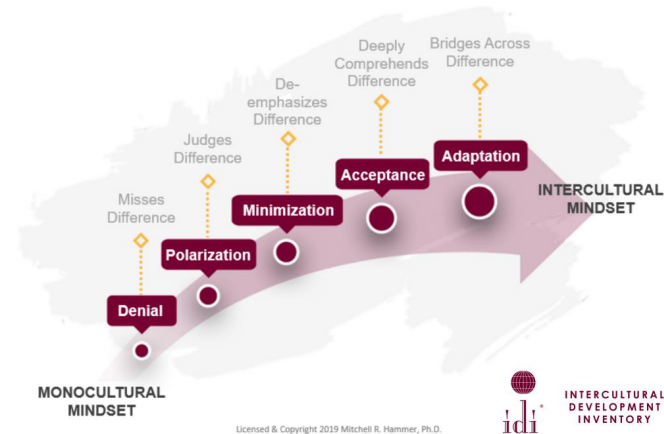 Bridges Across
Difference
Deeply
Comprehends
Difference
De-
emphasizes
Difference
Judges
Difference
Misses
Difference
Adaptation
Acceptance
Minimization
Polarization
Denial
INTERCULTURAL
MINDSET
MONOCULTURAL
MINDSET
idi®
INTERCULTURAL
DEVELOPMENT
INVENTORY
Licensed & Copyright 2019 Mitchell R. Hammer, Ph.D.